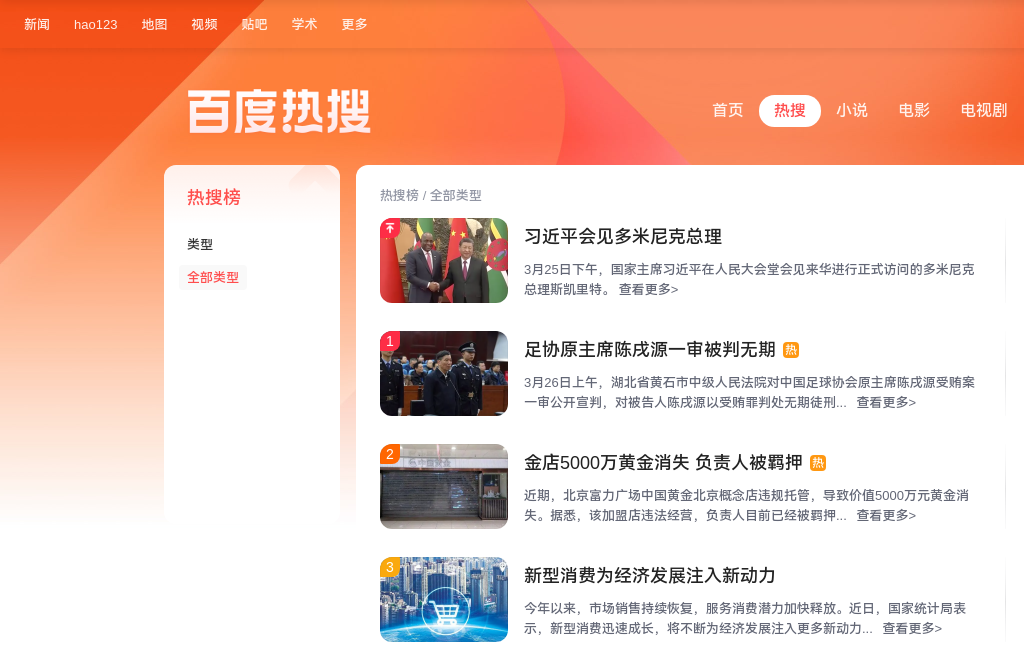 新闻 hao123 地图 视频 贴吧 学术 更多
百度热搜
首页 热搜 小说 电影 电视剧
热搜榜
类型
全部类型
热搜榜 / 全部类型
习近平会见多米尼克总理
3月25日下午，国家主席习近平在人民大会堂会见来华进行正式访问的多米尼克
总理斯凯里特。 查看更多>
1
足协原主席陈戌源一审被判无期 热
3月26日上午，湖北省黄石市中级人民法院对中国足球协会原主席陈戌源受贿案
一审公开宣判，对被告人陈戌源以受贿罪判处无期徒刑... 查看更多>
2
金店5000万黄金消失 负责人被羁押 热
近期，北京富力广场中国黄金北京概念店违规托管，导致价值5000万元黄金消
失。据悉，该加盟店违法经营，负责人目前已经被羁押... 查看更多>
3
新型消费为经济发展注入新动力
今年以来，市场销售持续恢复，服务消费潜力加快释放。近日，国家统计局表
示，新型消费迅速成长，将不断为经济发展注入更多新动力... 查看更多>